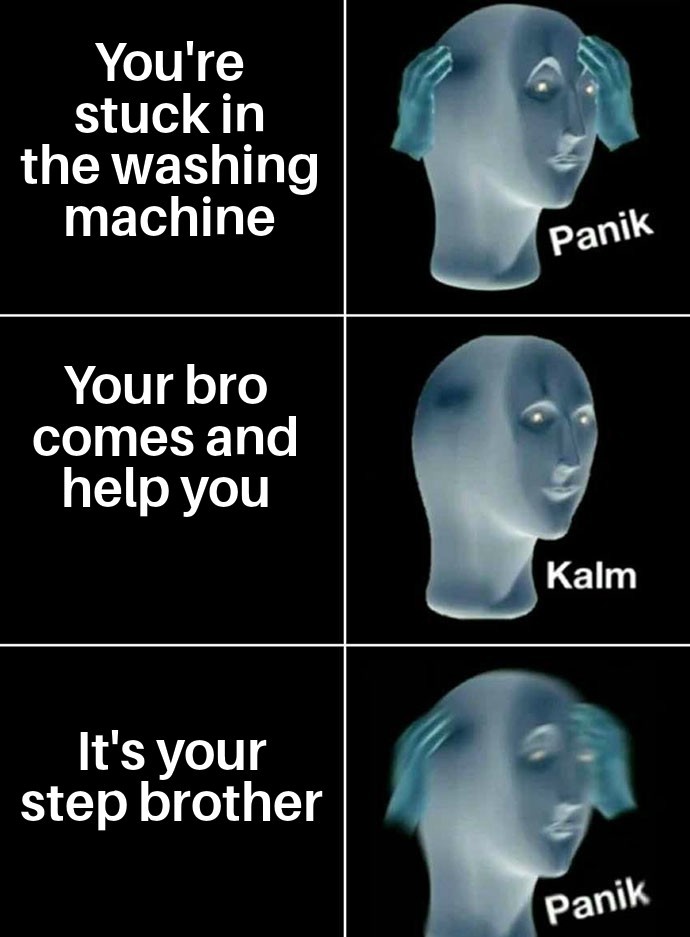 You're
stuck in
the washing
machine
Panik
Your bro
comes and
help you
Kalm
It's your
step brother
Panik